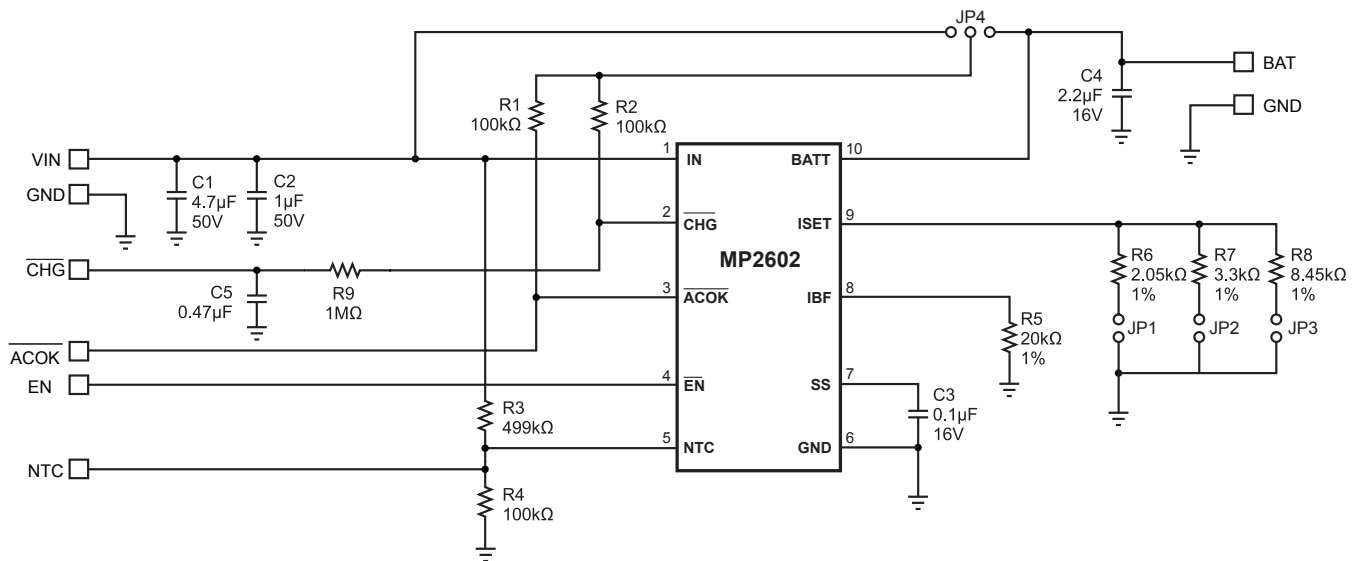 JP4
BAT
C4
2.2µF
16V
GND
R1
100kΩ
R2
100kΩ
VIN
GND
C1
4.7µF
50V
C2
1µF
50V
1
IN
BATT
10
2
CHG
ISET
9
MP2602
3
ACOK
IBF
8
4
EN
SS
7
5
NTC
GND
6
CHG
C5
0.47µF
R9
1MΩ
ACOK
EN
NTC
R3
499kΩ
R4
100kΩ
R5
20kΩ
1%
C3
0.1µF
16V
R6
2.05kΩ
1%
R7
3.3kΩ
1%
R8
8.45kΩ
1%
JP1
JP2
JP3